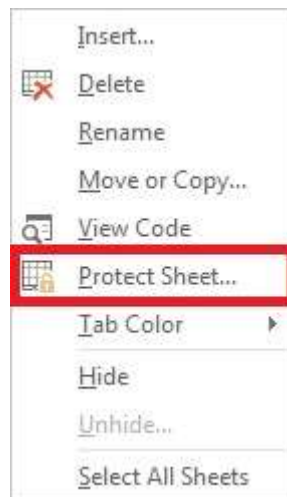 Insert...
Delete
Rename
Move or Copy...
View Code
Protect Sheet...
Tab Color
Hide
Unhide...
Select All Sheets